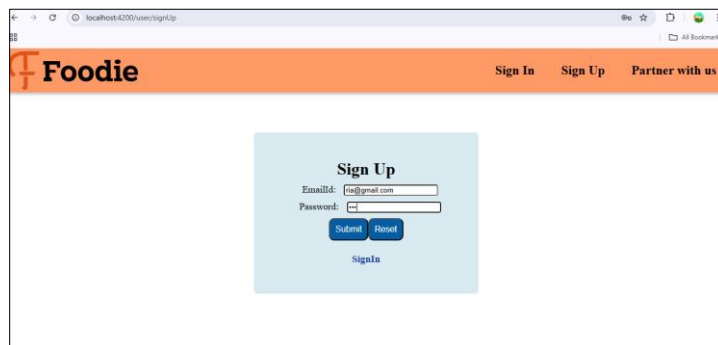 localhost:4200/user/signUp
All Bookmark
Foodie
Sign In Sign Up Partner with us
Sign Up
EmailId: ria@gmail.com
Password:
Submit Reset
SignIn